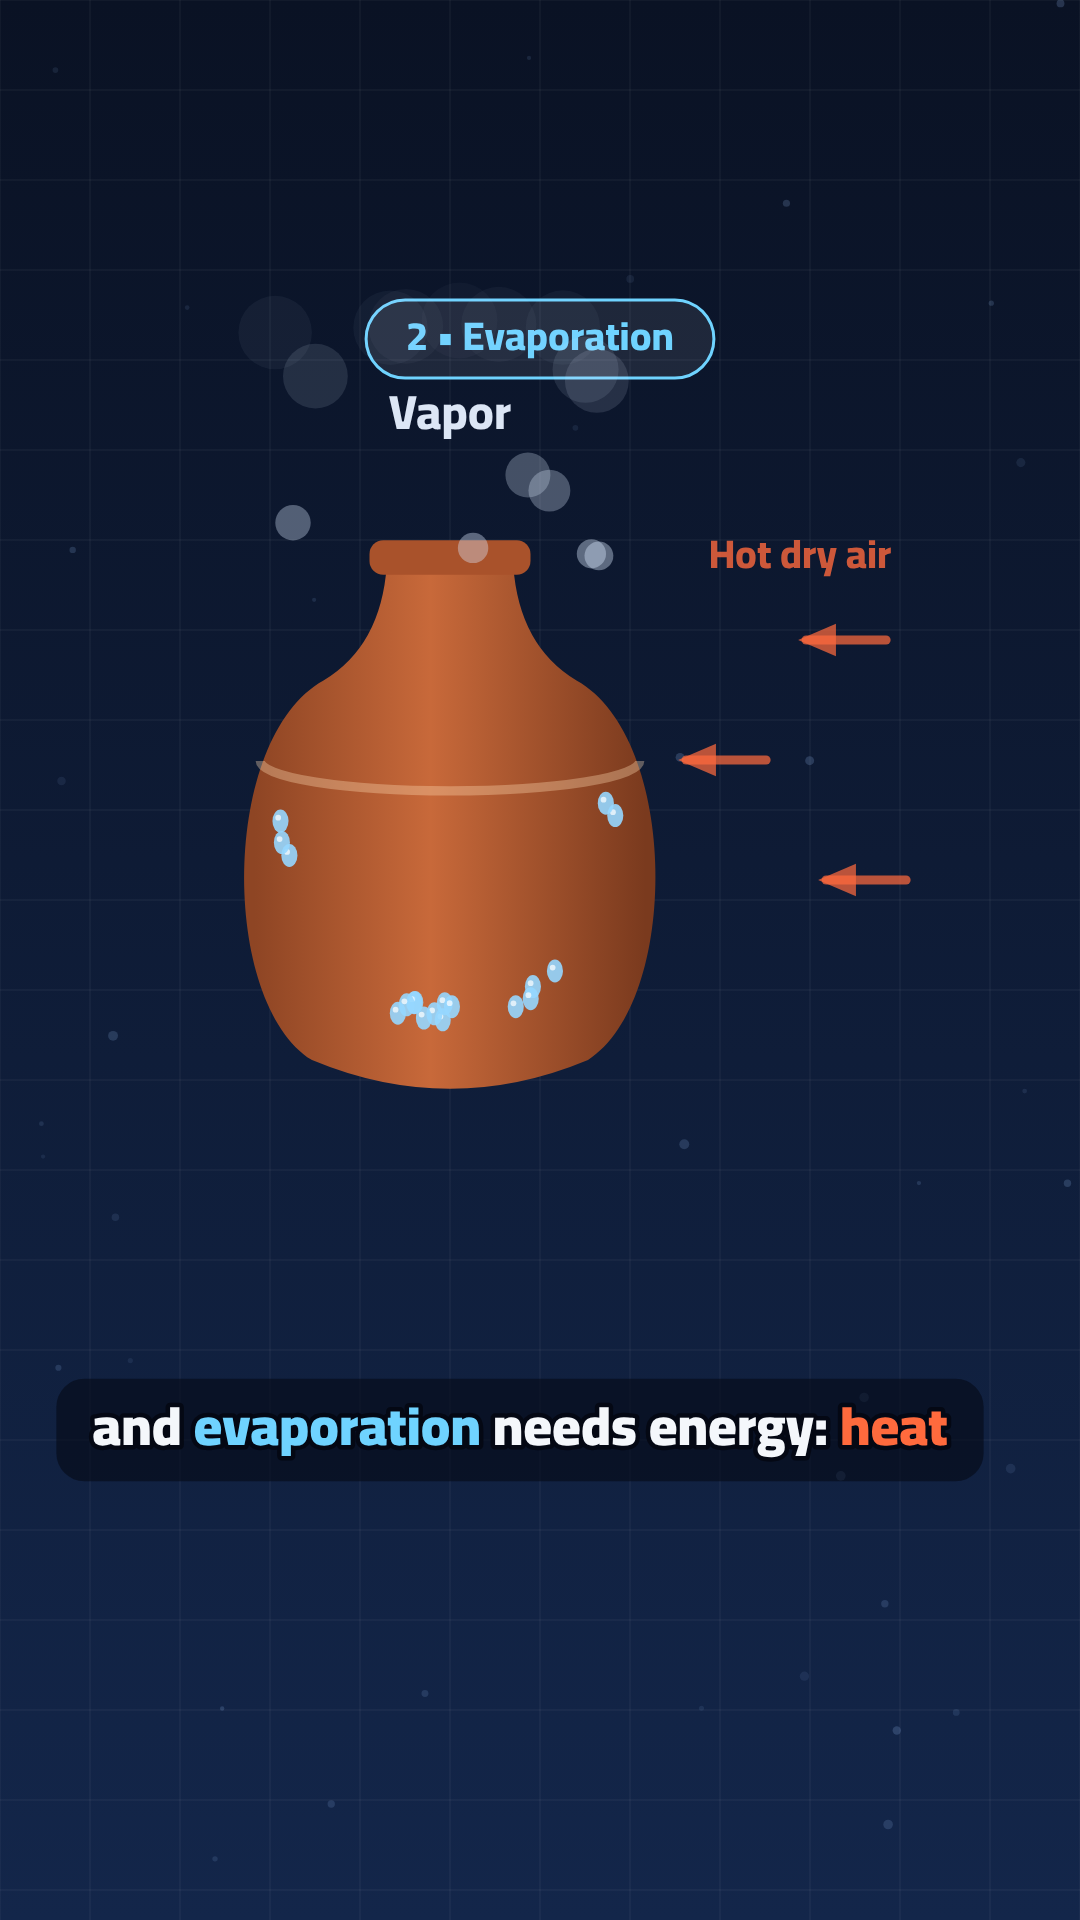 2 ▪ Evaporation
Vapor
Hot dry air
and evaporation needs energy: heat